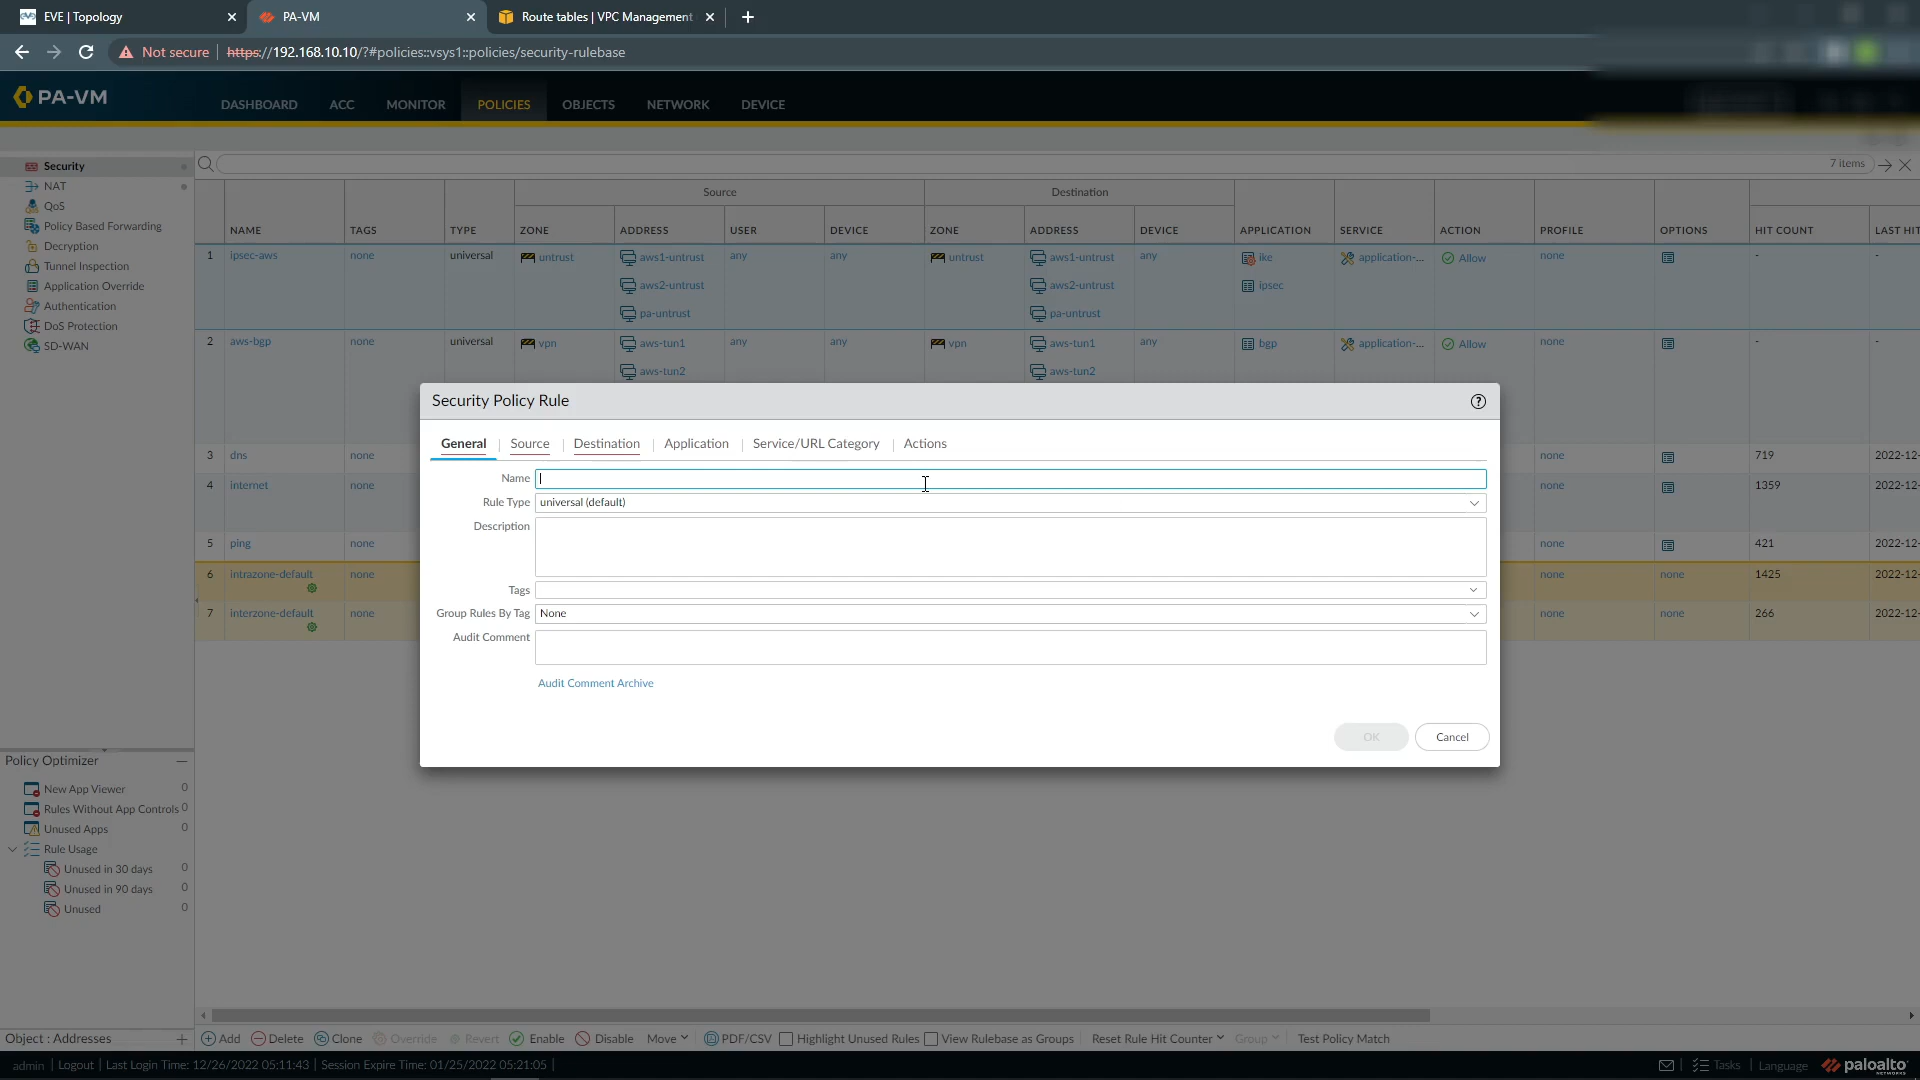 EVE | Topology
PA-VM
Route tables | VPC Management
Not secure
https://192.168.10.10/?#policies::vsys1::policies/security-rulebase
PA-VM
DASHBOARD ACC MONITOR POLICIES OBJECTS NETWORK DEVICE
Security
NAT
QoS
Policy Based Forwarding
Decryption
Tunnel Inspection
Application Override
Authentication
DoS Protection
SD-WAN
7 items
Source Destination
NAME TAGS TYPE ZONE ADDRESS USER DEVICE ZONE ADDRESS DEVICE APPLICATION SERVICE ACTION PROFILE OPTIONS HIT COUNT LAST HIT
1 ipsec-aws none universal untrust aws1-untrust any any untrust aws1-untrust any ike application-... Allow none - -
aws2-untrust aws2-untrust ipsec
pa-untrust pa-untrust
2 aws-bgp none universal vpn aws-tun1 any any vpn aws-tun1 any bgp application-... Allow none - -
aws-tun2 aws-tun2
3 dns none none 719 2022-12-
4 internet none none 1359 2022-12-
5 ping none none 421 2022-12-
6 intrazone-default none none none 1425 2022-12-
7 interzone-default none none none 266 2022-12-
Security Policy Rule
General | Source | Destination | Application | Service/URL Category | Actions
Name
Rule Type universal (default)
Description
Tags
Group Rules By Tag None
Audit Comment
Audit Comment Archive
OK Cancel
Policy Optimizer
New App Viewer 0
Rules Without App Controls 0
Unused Apps 0
Rule Usage
Unused in 30 days 0
Unused in 90 days 0
Unused 0
Object : Addresses
Add Delete Clone Override Revert Enable Disable Move PDF/CSV Highlight Unused Rules View Rulebase as Groups Reset Rule Hit Counter Group Test Policy Match
admin | Logout | Last Login Time: 12/26/2022 05:11:43 | Session Expire Time: 01/25/2022 05:21:05 |
Tasks | Language
paloalto
NETWORKS